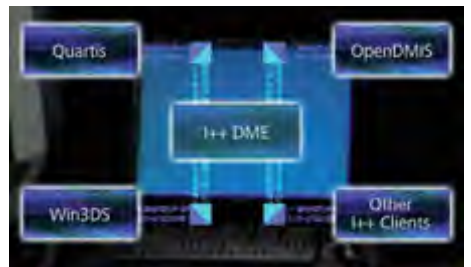 Quartis
OpenDMIS
I++ DME
Win3DS
Other
I++ Clients